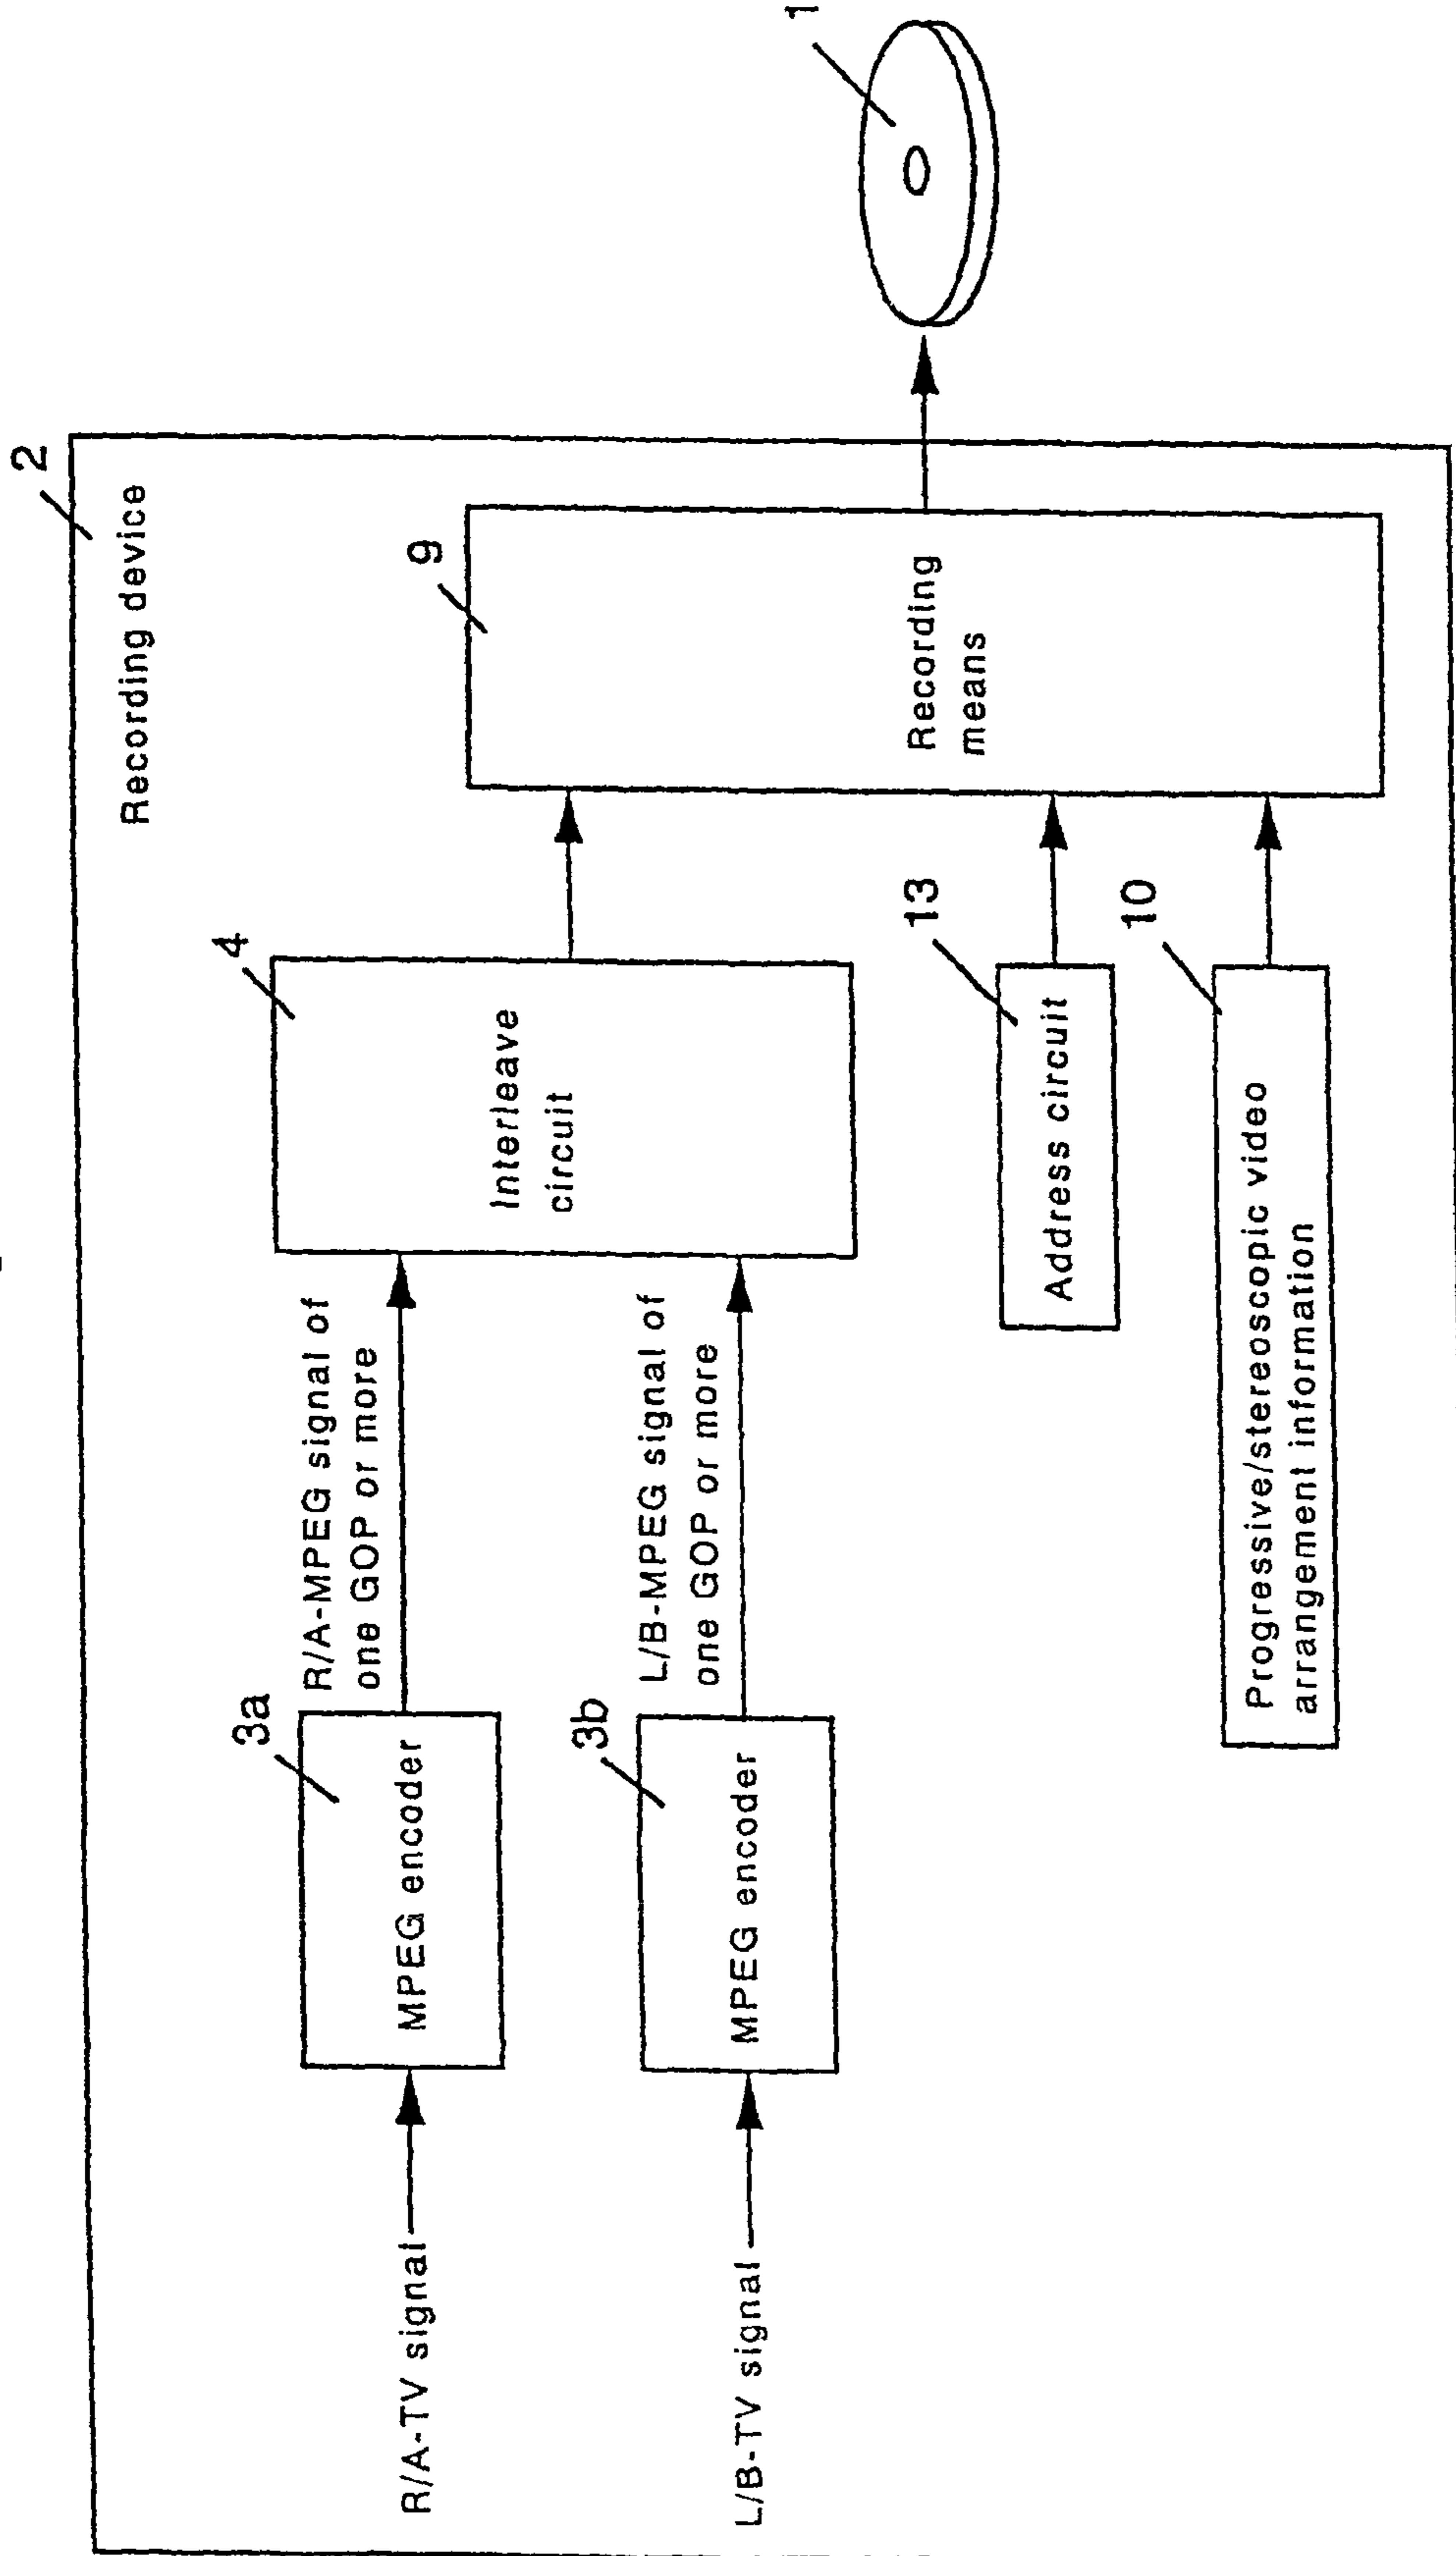 2
Recording device
R/A-TV signal
3a
MPEG encoder
R/A-MPEG signal of
one GOP or more
4
Interleave
circuit
L/B-TV signal
3b
MPEG encoder
L/B-MPEG signal of
one GOP or more
9
Recording
means
1
13
Address circuit
10
Progressive/stereoscopic video
arrangement information